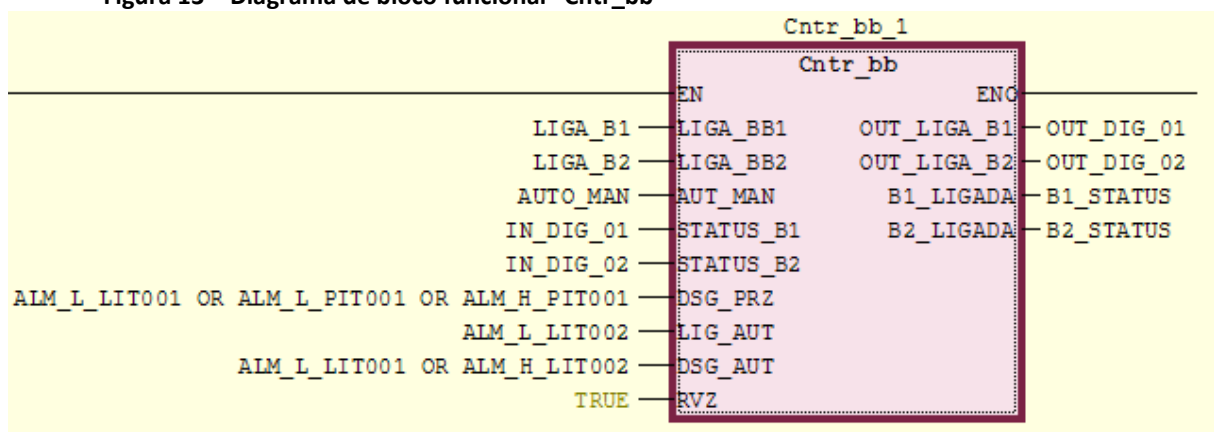 Figura 13 – Diagrama de bloco funcional "Cntr_bb"
Cntr_bb_1
Cntr_bb
EN ENO
LIGA_B1 LIGA_BB1 OUT_LIGA_B1 OUT_DIG_01
LIGA_B2 LIGA_BB2 OUT_LIGA_B2 OUT_DIG_02
AUTO_MAN AUT_MAN B1_LIGADA B1_STATUS
IN_DIG_01 STATUS_B1 B2_LIGADA B2_STATUS
IN_DIG_02 STATUS_B2
ALM_L_LIT001 OR ALM_L_PIT001 OR ALM_H_PIT001 DSG_PRZ
ALM_L_LIT002 LIG_AUT
ALM_L_LIT001 OR ALM_H_LIT002 DSG_AUT
TRUE RVZ